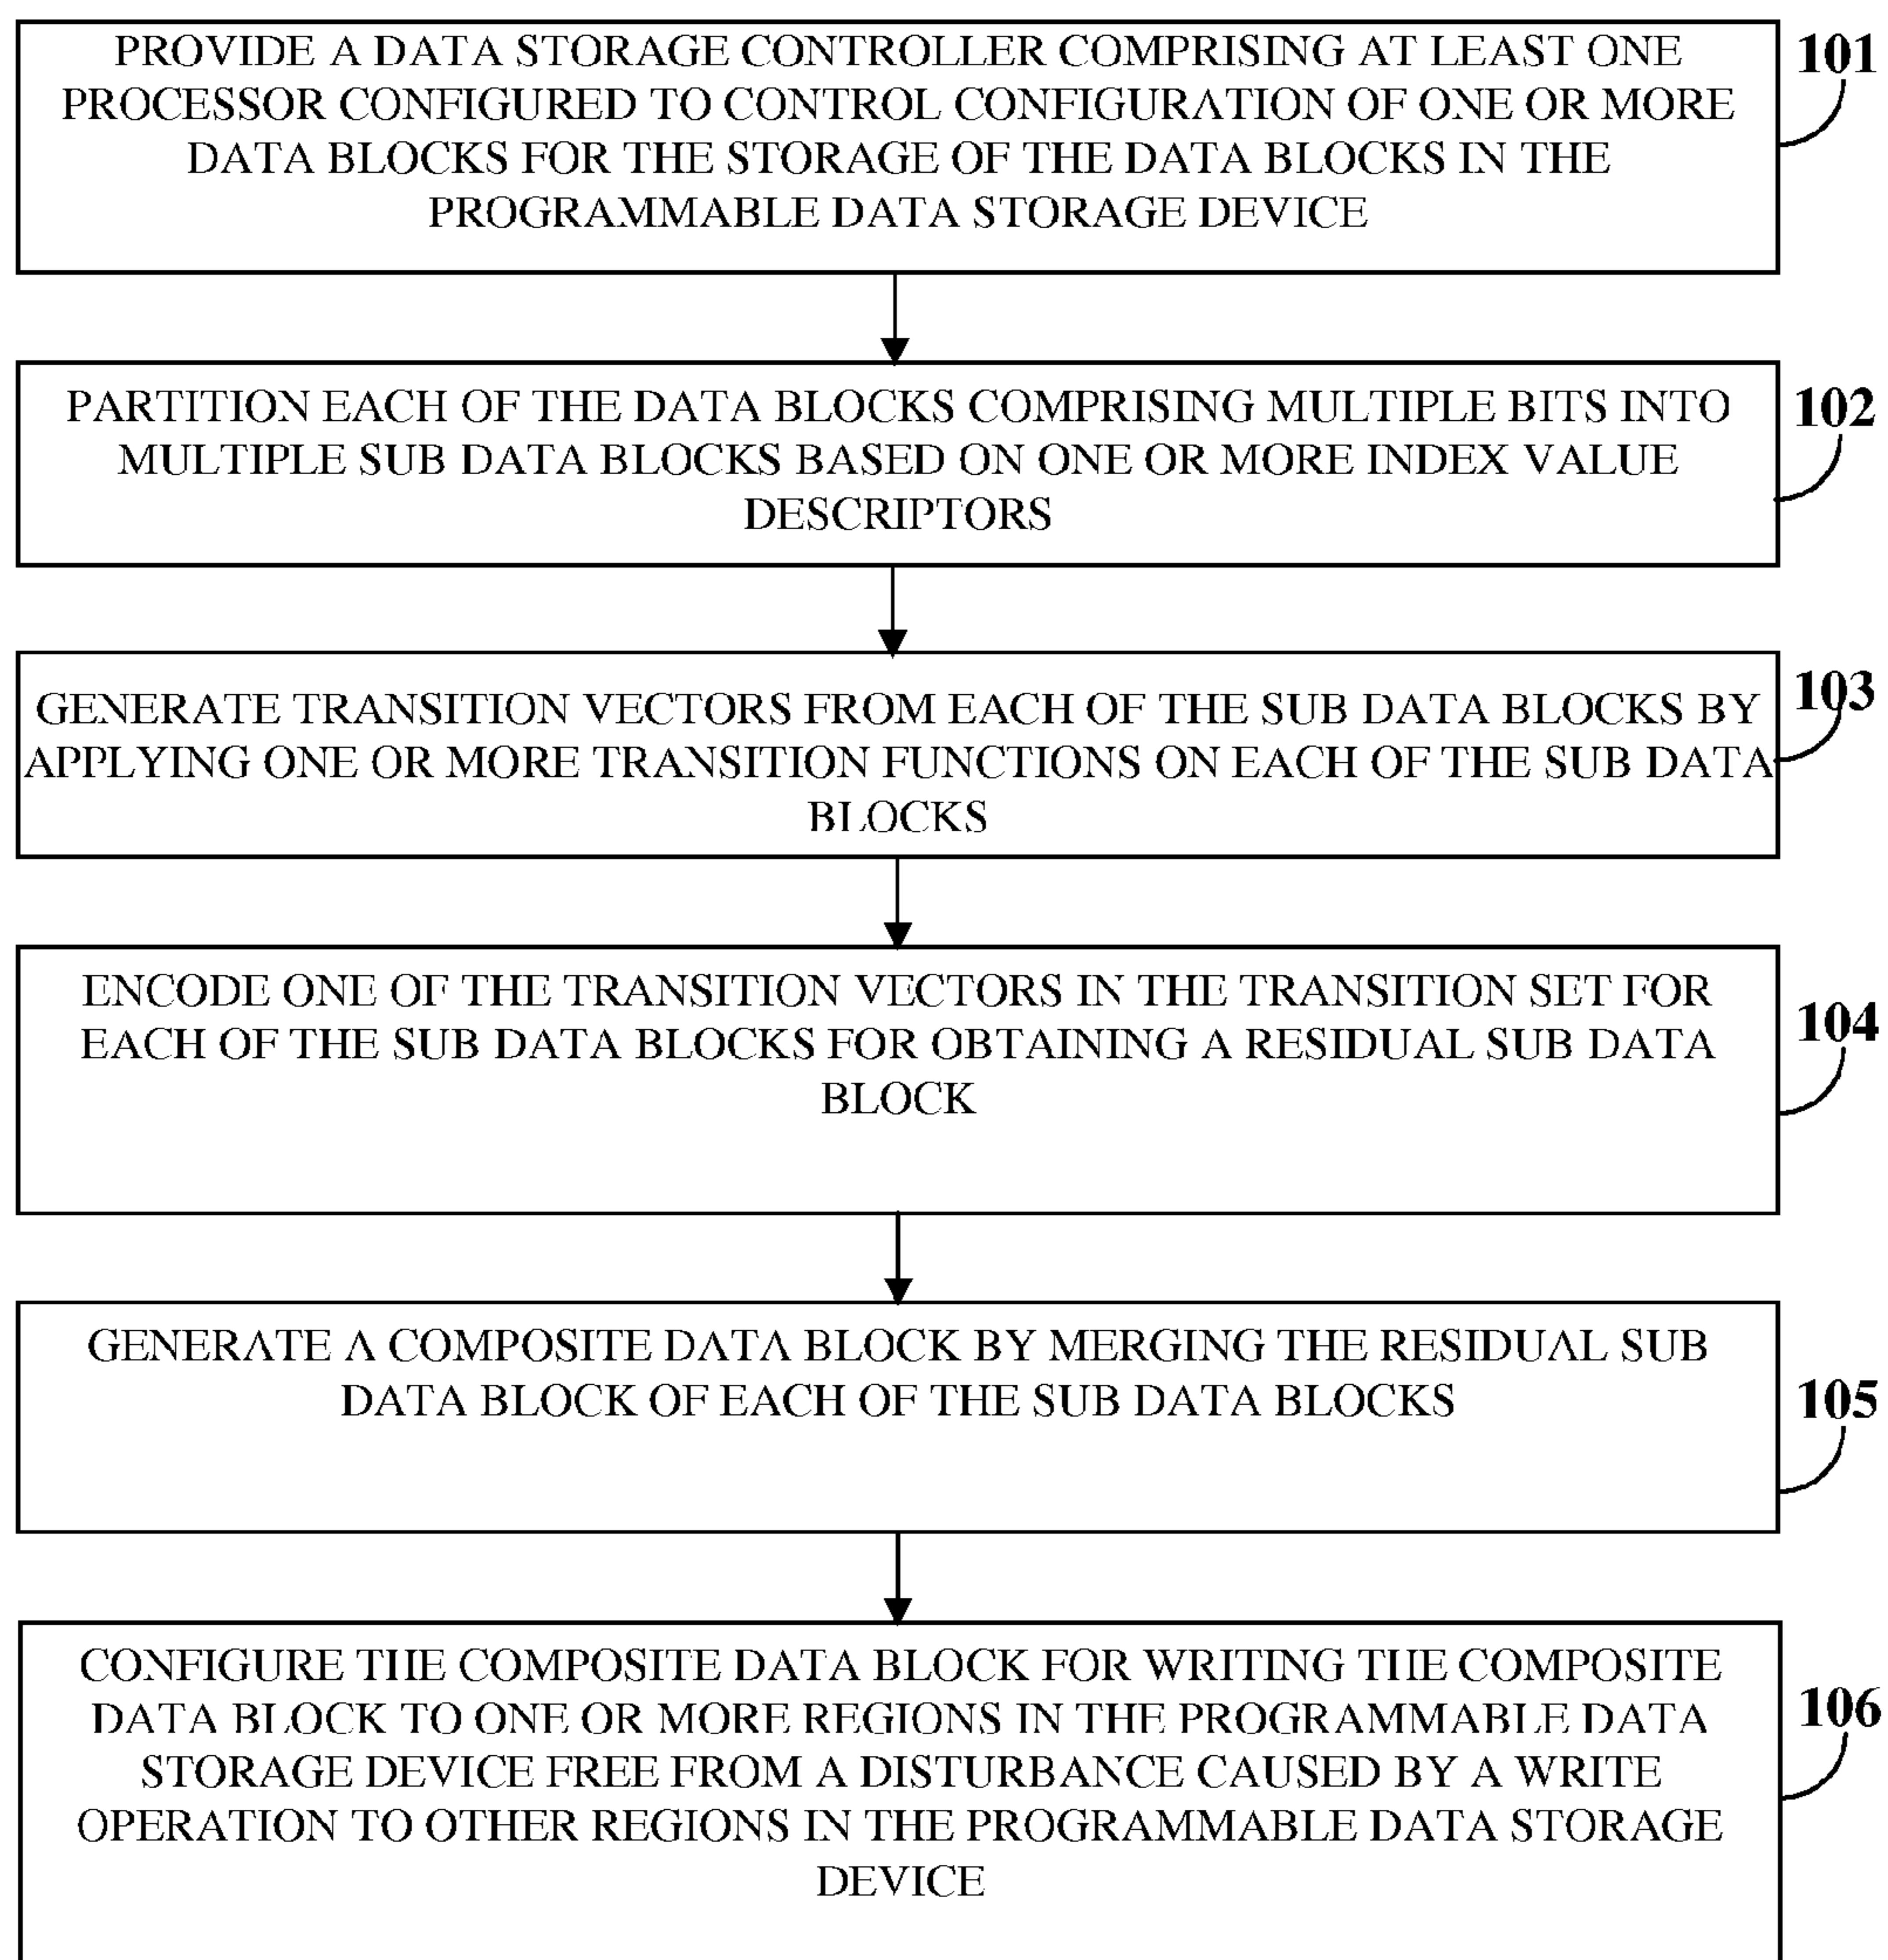 PROVIDE A DATA STORAGE CONTROLLER COMPRISING AT LEAST ONE
PROCESSOR CONFIGURED TO CONTROL CONFIGURATION OF ONE OR MORE
DATA BLOCKS FOR THE STORAGE OF THE DATA BLOCKS IN THE
PROGRAMMABLE DATA STORAGE DEVICE
101
PARTITION EACH OF THE DATA BLOCKS COMPRISING MULTIPLE BITS INTO
MULTIPLE SUB DATA BLOCKS BASED ON ONE OR MORE INDEX VALUE
DESCRIPTORS
102
GENERATE TRANSITION VECTORS FROM EACH OF THE SUB DATA BLOCKS BY
APPLYING ONE OR MORE TRANSITION FUNCTIONS ON EACH OF THE SUB DATA
BLOCKS
103
ENCODE ONE OF THE TRANSITION VECTORS IN THE TRANSITION SET FOR
EACH OF THE SUB DATA BLOCKS FOR OBTAINING A RESIDUAL SUB DATA
BLOCK
104
GENERATE A COMPOSITE DATA BLOCK BY MERGING THE RESIDUAL SUB
DATA BLOCK OF EACH OF THE SUB DATA BLOCKS
105
CONFIGURE THE COMPOSITE DATA BLOCK FOR WRITING THE COMPOSITE
DATA BLOCK TO ONE OR MORE REGIONS IN THE PROGRAMMABLE DATA
STORAGE DEVICE FREE FROM A DISTURBANCE CAUSED BY A WRITE
OPERATION TO OTHER REGIONS IN THE PROGRAMMABLE DATA STORAGE
DEVICE
106